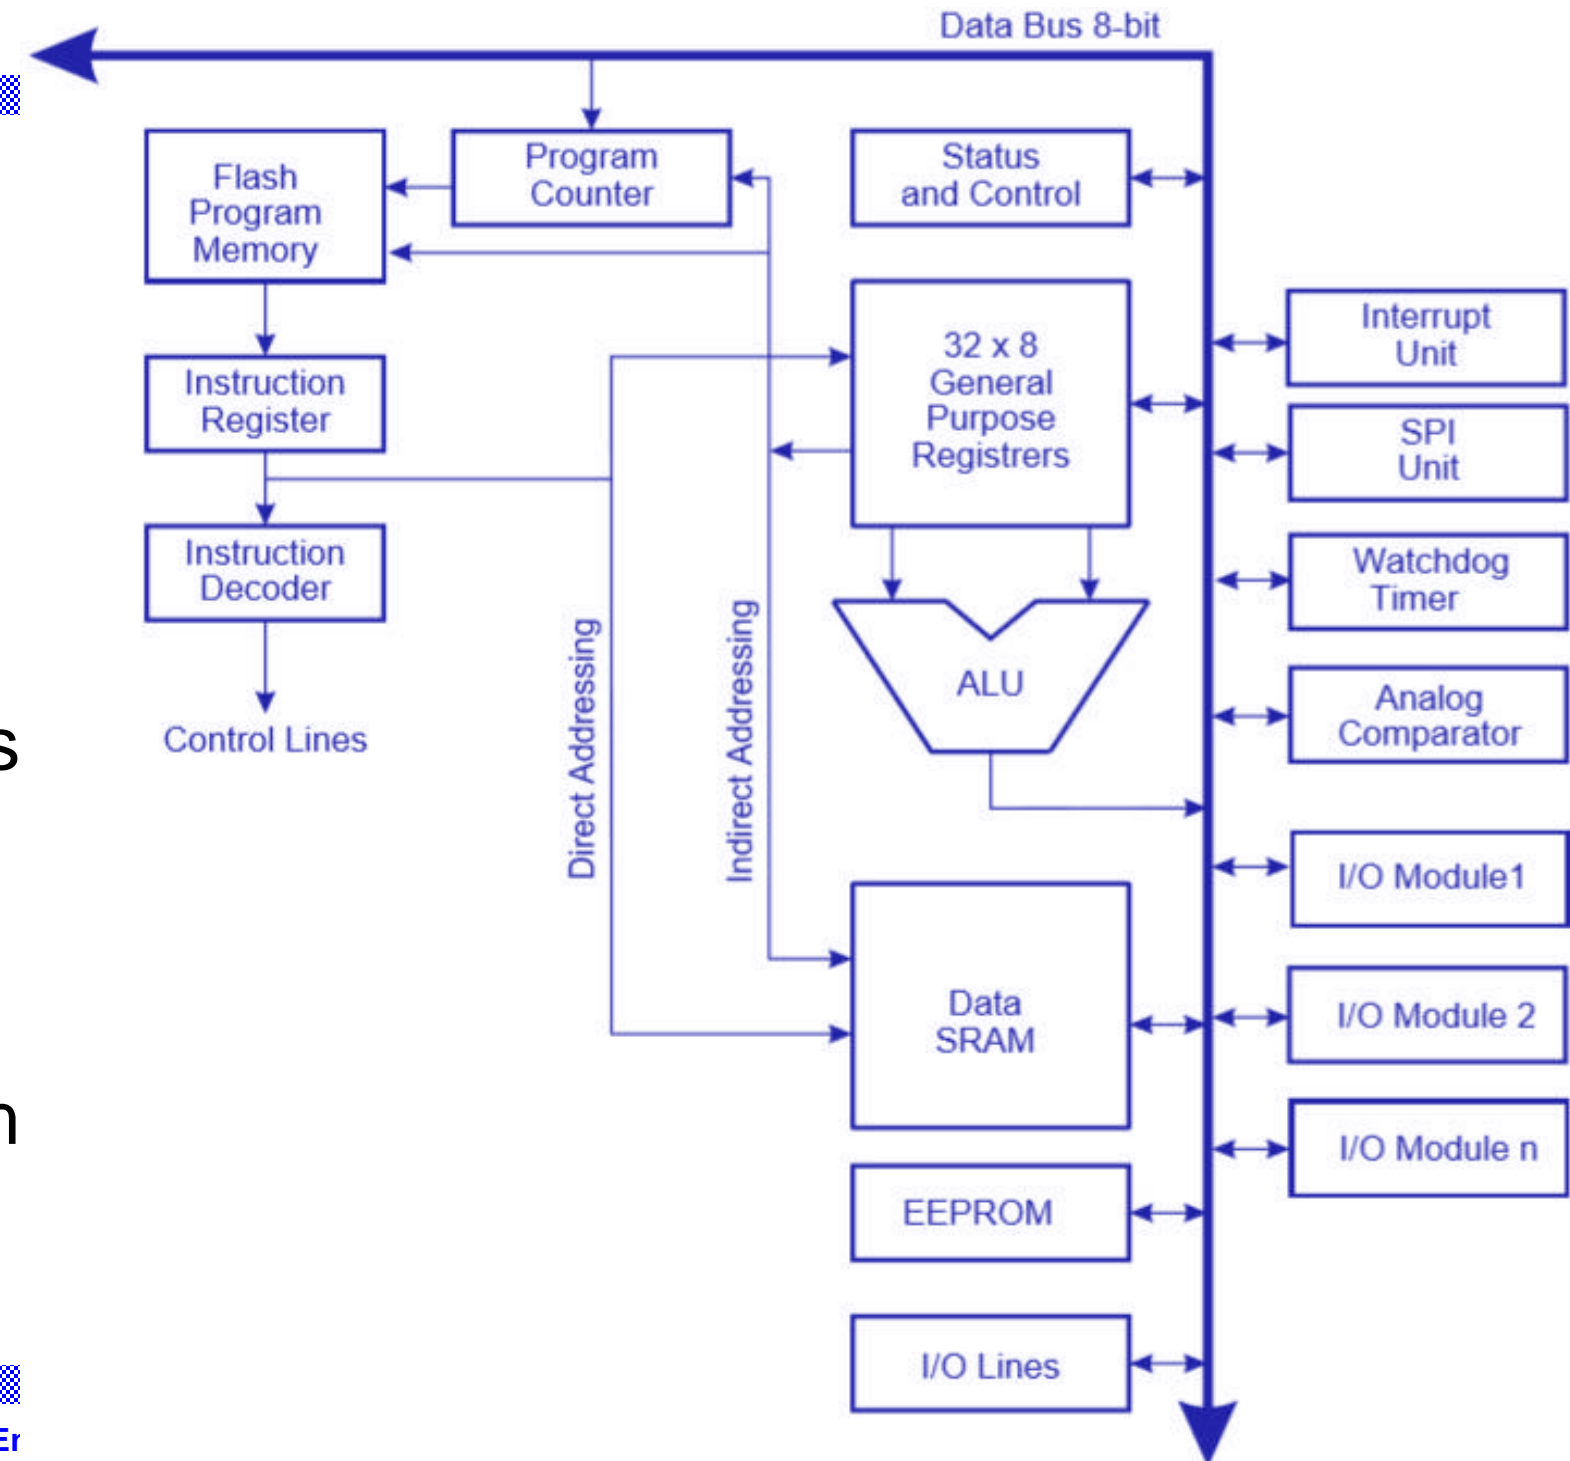 Data Bus 8-bit
Flash
Program
Memory
Program
Counter
Status
and Control
Instruction
Register
32 x 8
General
Purpose
Registrers
Interrupt
Unit
SPI
Unit
Instruction
Decoder
Watchdog
Timer
Control Lines
Direct Addressing
Indirect Addressing
ALU
Analog
Comparator
s
I/O Module1
Data
SRAM
I/O Module 2
n
I/O Module n
EEPROM
I/O Lines
Er